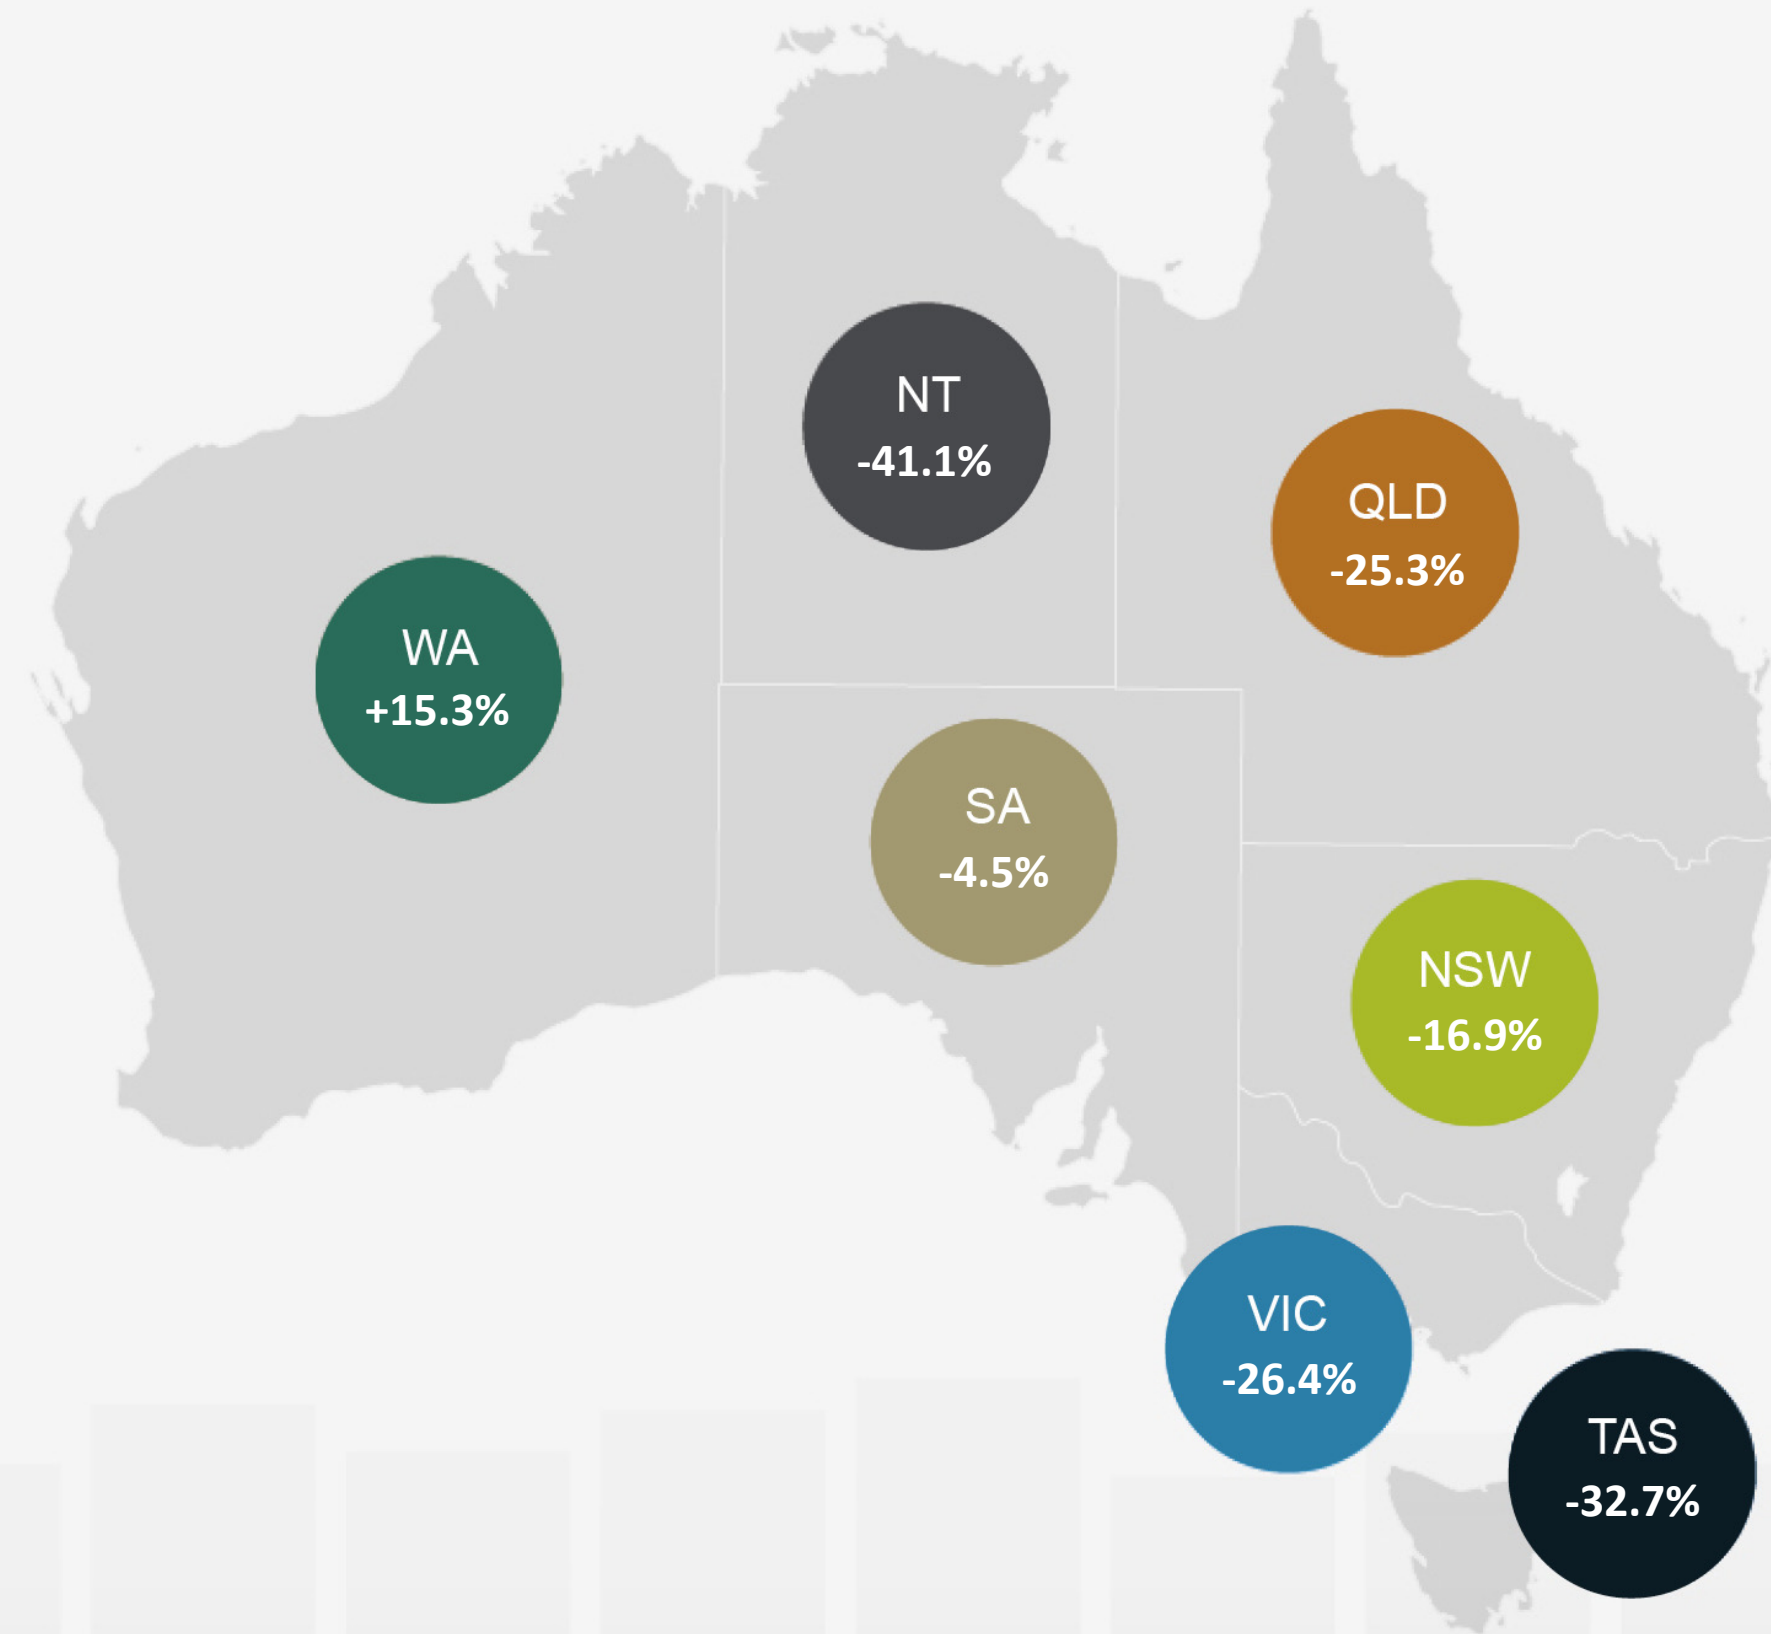 NT
-41.1%
QLD
-25.3%
WA
+15.3%
SA
-4.5%
NSW
-16.9%
VIC
-26.4%
TAS
-32.7%